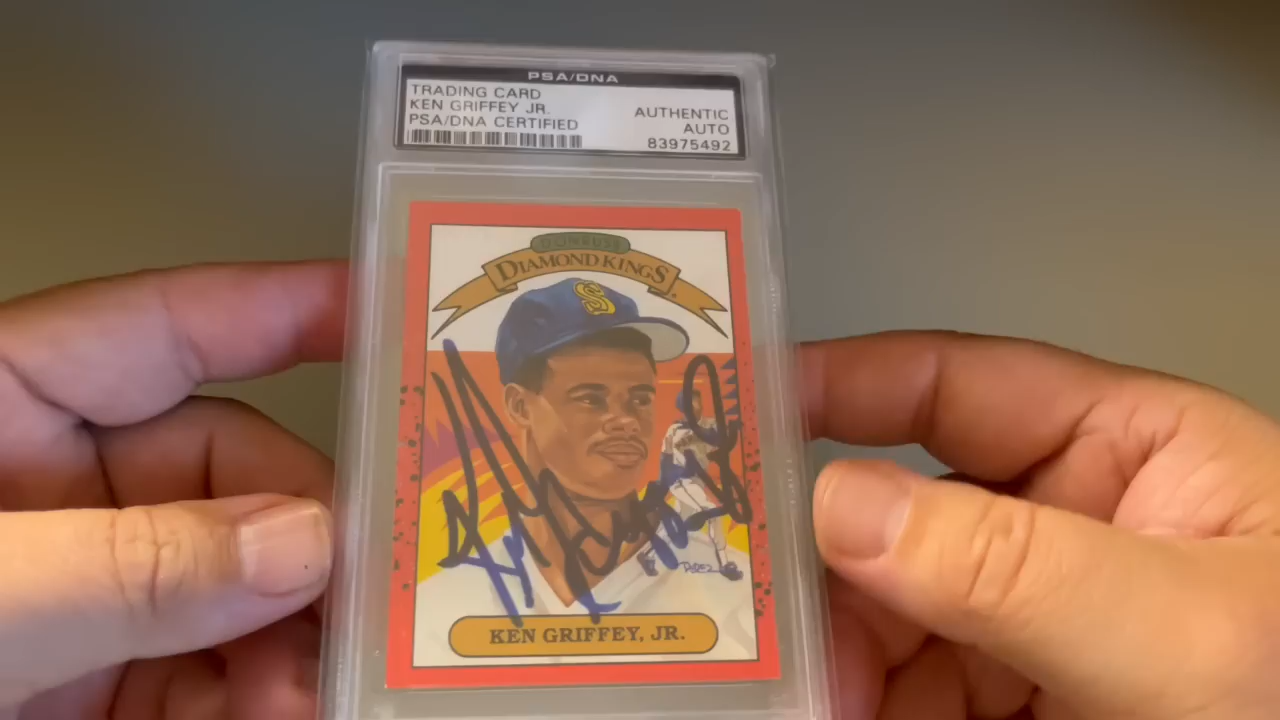 PSA/DNA
TRADING CARD
KEN GRIFFEY JR.
PSA/DNA CERTIFIED
AUTHENTIC
AUTO
83975492
DONRUSS
DIAMOND KINGS
S
KEN GRIFFEY, JR.